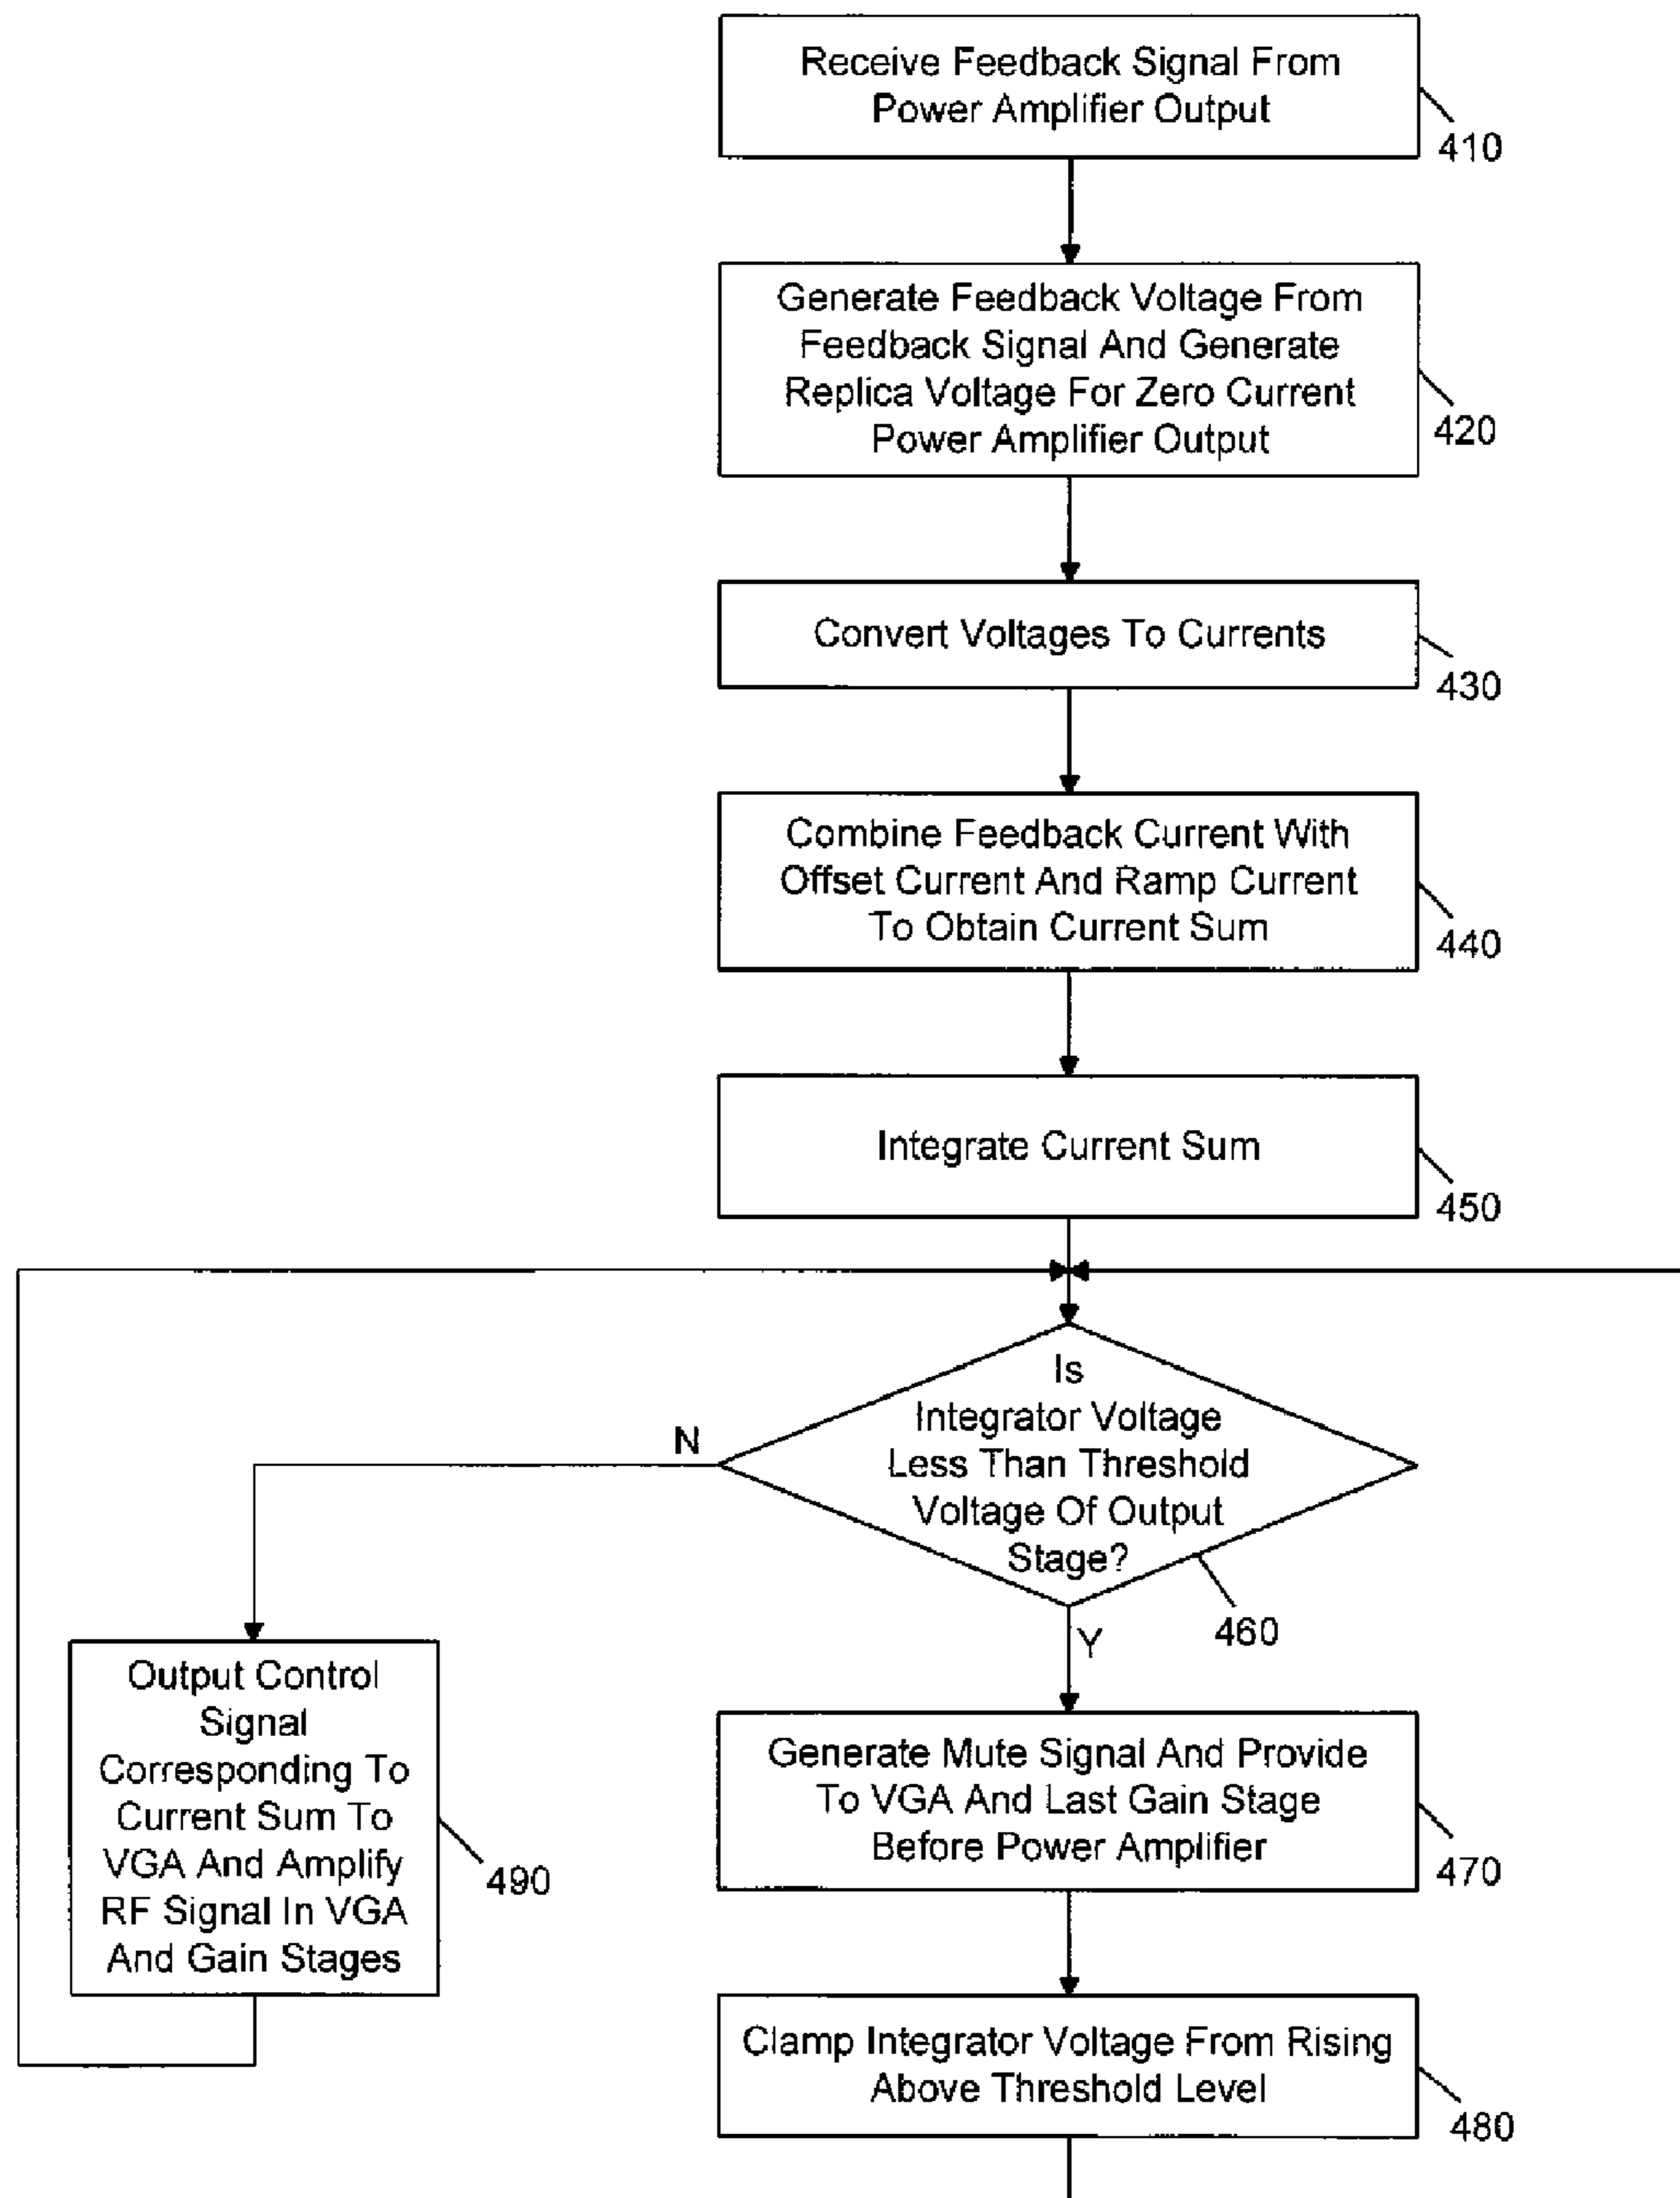 Receive Feedback Signal From
Power Amplifier Output
410
Generate Feedback Voltage From
Feedback Signal And Generate
Replica Voltage For Zero Current
Power Amplifier Output
420
Convert Voltages To Currents
430
Combine Feedback Current With
Offset Current And Ramp Current
To Obtain Current Sum
440
Integrate Current Sum
450
Is
Integrator Voltage
Less Than Threshold
Voltage Of Output
Stage?
460
N
Y
Output Control
Signal
Corresponding To
Current Sum To
VGA And Amplify
RF Signal In VGA
And Gain Stages
490
Generate Mute Signal And Provide
To VGA And Last Gain Stage
Before Power Amplifier
470
Clamp Integrator Voltage From Rising
Above Threshold Level
480